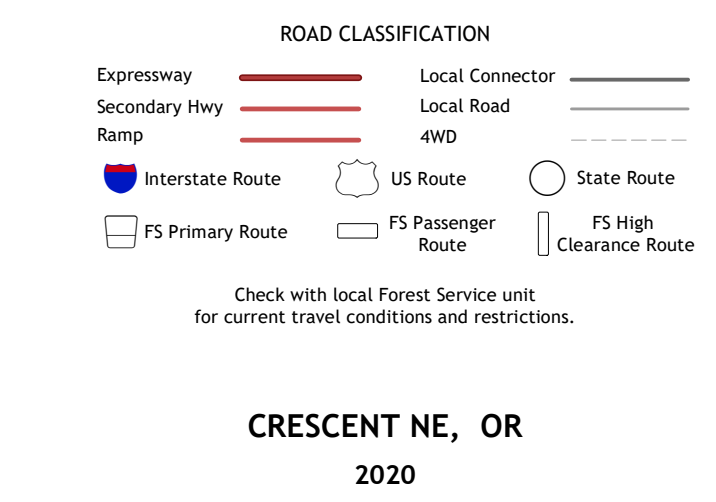 ROAD CLASSIFICATION
Expressway
Local Connector
Secondary Hwy
Local Road
Ramp
4WD
Interstate Route
US Route
State Route
FS Primary Route
FS Passenger
Route
FS High
Clearance Route
Check with local Forest Service unit
for current travel conditions and restrictions.
CRESCENT NE, OR
2020